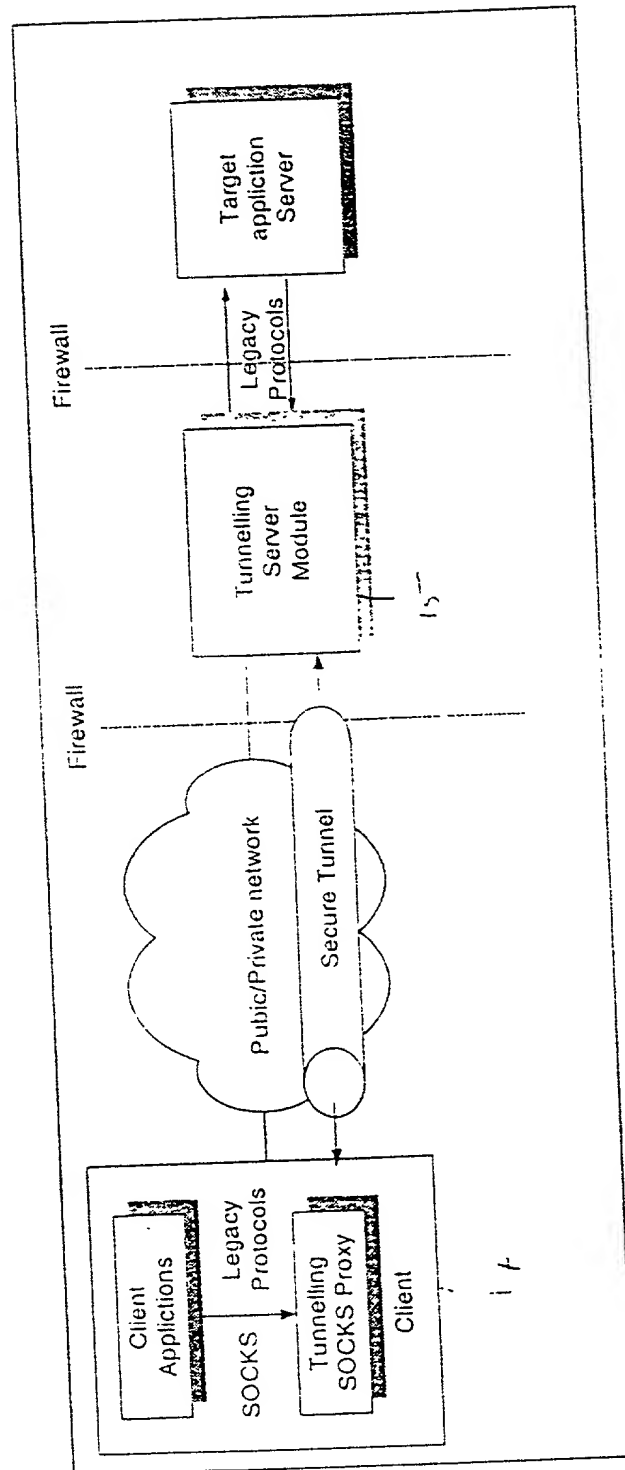 Client
Applictions
SOCKS
Legacy
Protocols
Tunnelling
SOCKS Proxy
Client
Pubic/Private network
Secure Tunnel
Firewall
Tunnelling
Server
Module
15
Firewall
Legacy
Protocols
Target
appliction
Server